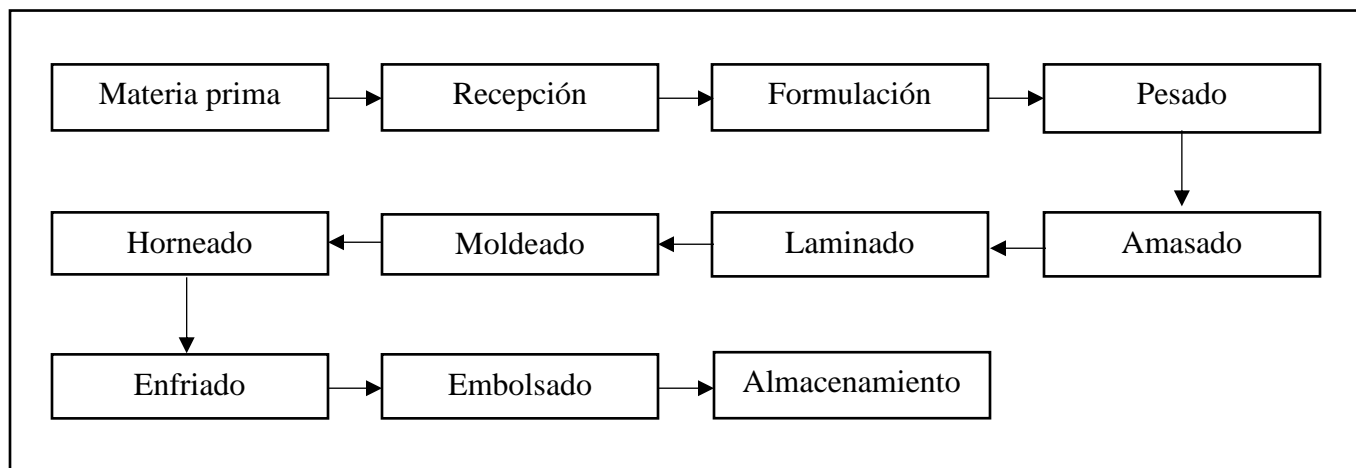 Materia prima
Recepción
Formulación
Pesado
Amasado
Laminado
Moldeado
Horneado
Enfriado
Embolsado
Almacenamiento